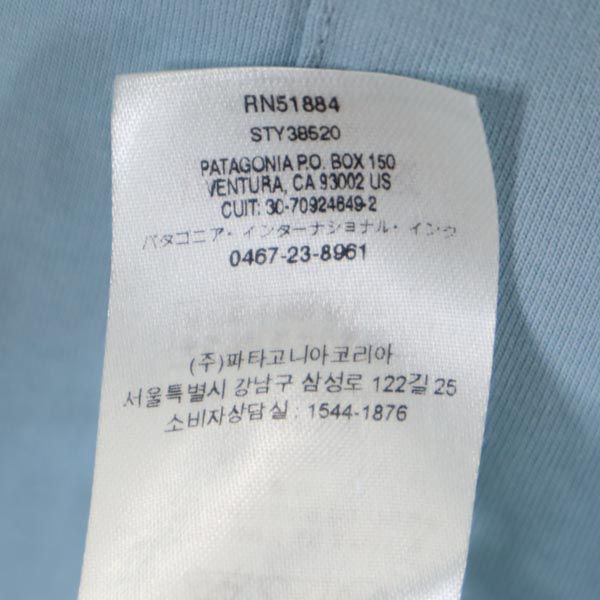 RN51884
STY38520
PATAGONIA P.O. BOX 150
VENTURA, CA 93002 US
CUIT: 30-70924849-2
パタゴニア・インターナショナル・インク
0467-23-8961
(주)파타고니아코리아
서울특별시 강남구 삼성로 122길 25
소비자상담실 : 1544-1876